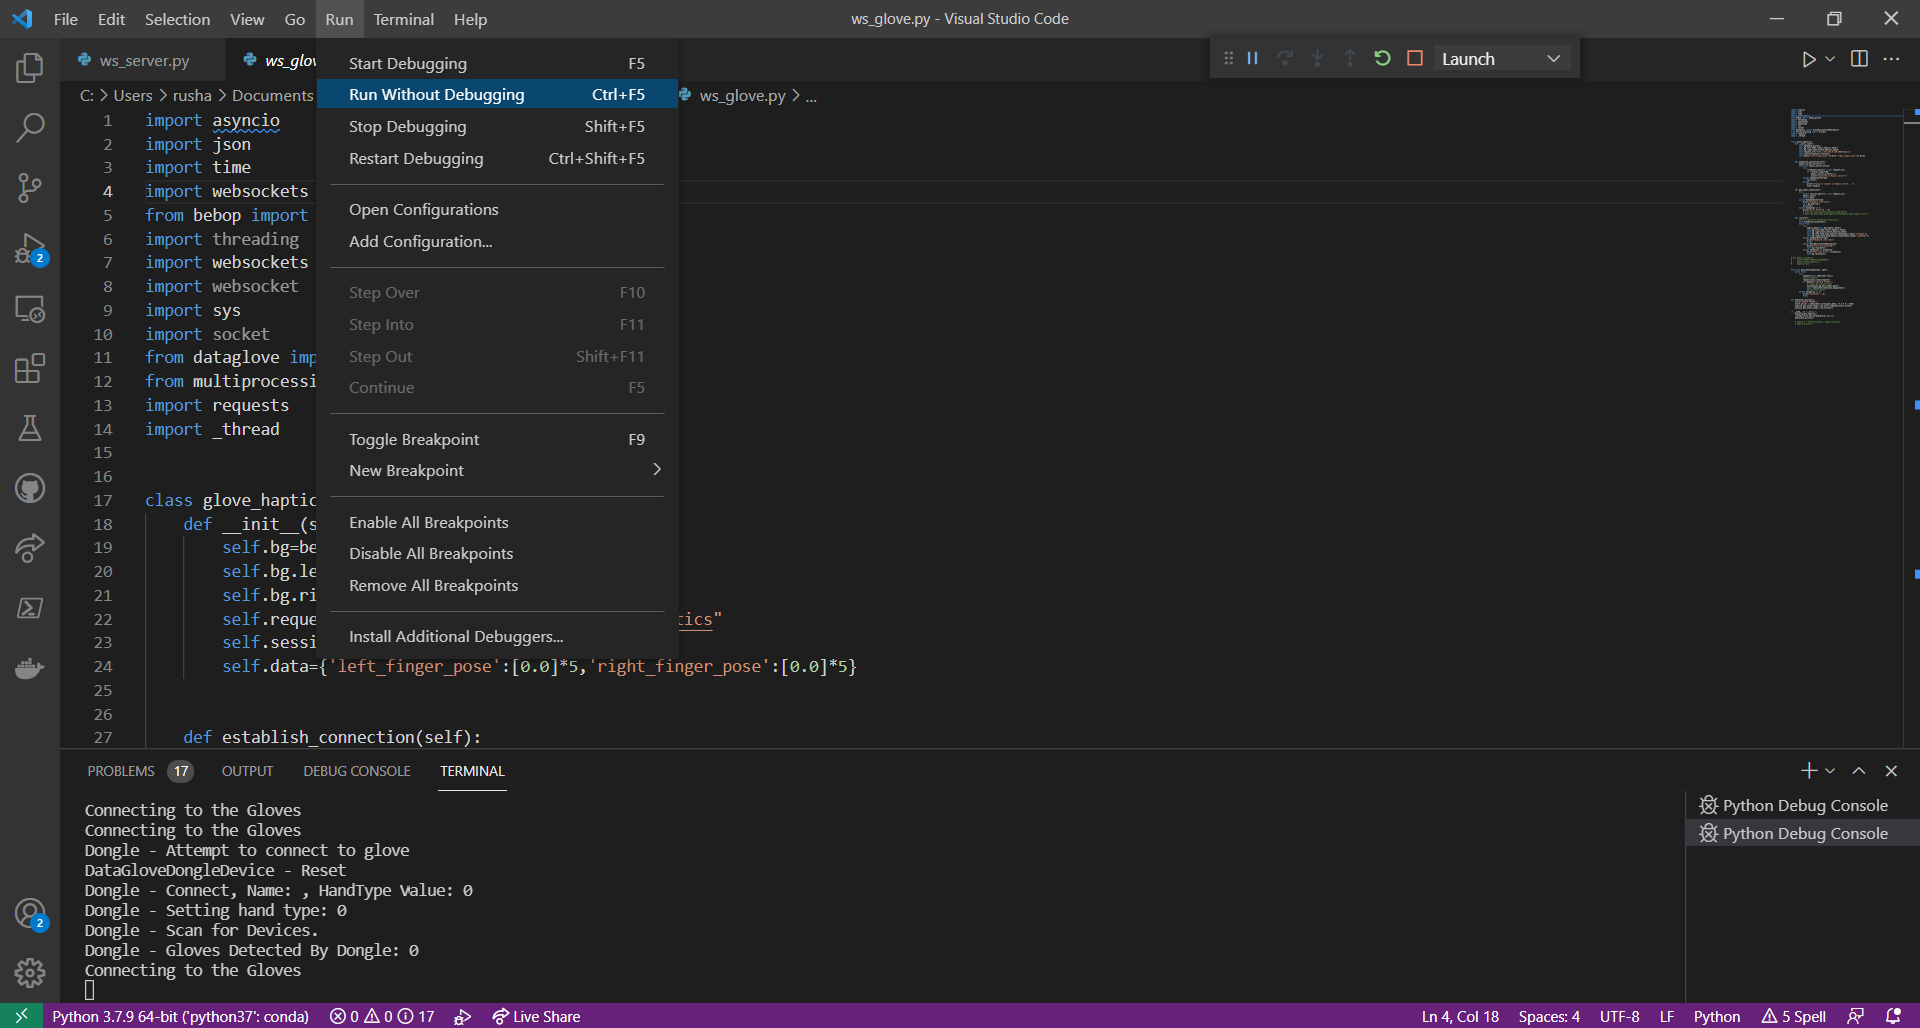 File Edit Selection View Go Run Terminal Help
ws_glove.py - Visual Studio Code
ws_server.py
ws_glov
Launch
C: > Users > rusha > Documents
ws_glove.py > ...
Start Debugging F5
Run Without Debugging Ctrl+F5
Stop Debugging Shift+F5
Restart Debugging Ctrl+Shift+F5
Open Configurations
Add Configuration...
Step Over F10
Step Into F11
Step Out Shift+F11
Continue F5
Toggle Breakpoint F9
New Breakpoint
Enable All Breakpoints
Disable All Breakpoints
Remove All Breakpoints
Install Additional Debuggers...
1 import asyncio
2 import json
3 import time
4 import websockets
5 from bebop import
6 import threading
7 import websockets
8 import websocket
9 import sys
10 import socket
11 from dataglove imp
12 from multiprocessi
13 import requests
14 import _thread
15
16
17 class glove_haptic
18 def __init__(s
19 self.bg=be
20 self.bg.le
21 self.bg.ri
22 self.reque tics"
23 self.sessi
24 self.data={'left_finger_pose':[0.0]*5,'right_finger_pose':[0.0]*5}
25
26
27 def establish_connection(self):
PROBLEMS 17 OUTPUT DEBUG CONSOLE TERMINAL
Connecting to the Gloves
Connecting to the Gloves
Dongle - Attempt to connect to glove
DataGloveDongleDevice - Reset
Dongle - Connect, Name: , HandType Value: 0
Dongle - Setting hand type: 0
Dongle - Scan for Devices.
Dongle - Gloves Detected By Dongle: 0
Connecting to the Gloves
Python Debug Console
Python Debug Console
2
2
Python 3.7.9 64-bit ('python37': conda) 0 0 17 Live Share
Ln 4, Col 18 Spaces: 4 UTF-8 LF Python 5 Spell